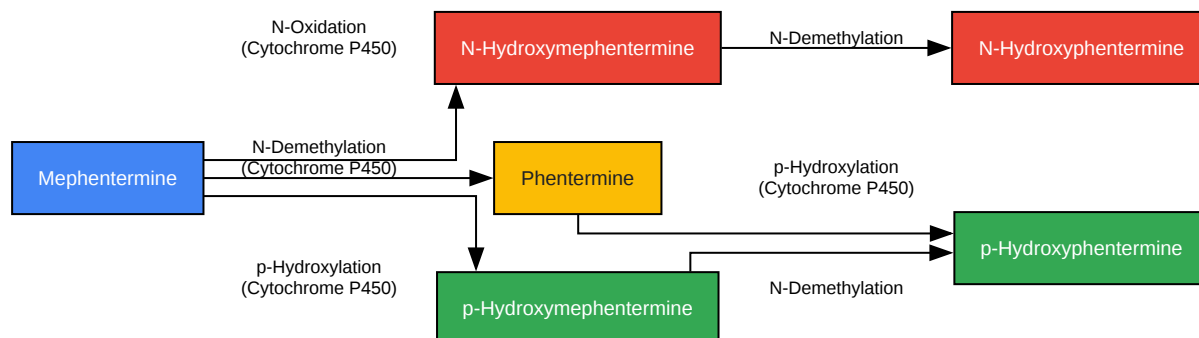 N-Oxidation
(Cytochrome P450)
N-Hydroxymephentermine
N-Demethylation
N-Hydroxyphentermine
Mephentermine
N-Demethylation
(Cytochrome P450)
Phentermine
p-Hydroxylation
(Cytochrome P450)
p-Hydroxyphentermine
p-Hydroxylation
(Cytochrome P450)
p-Hydroxymephentermine
N-Demethylation